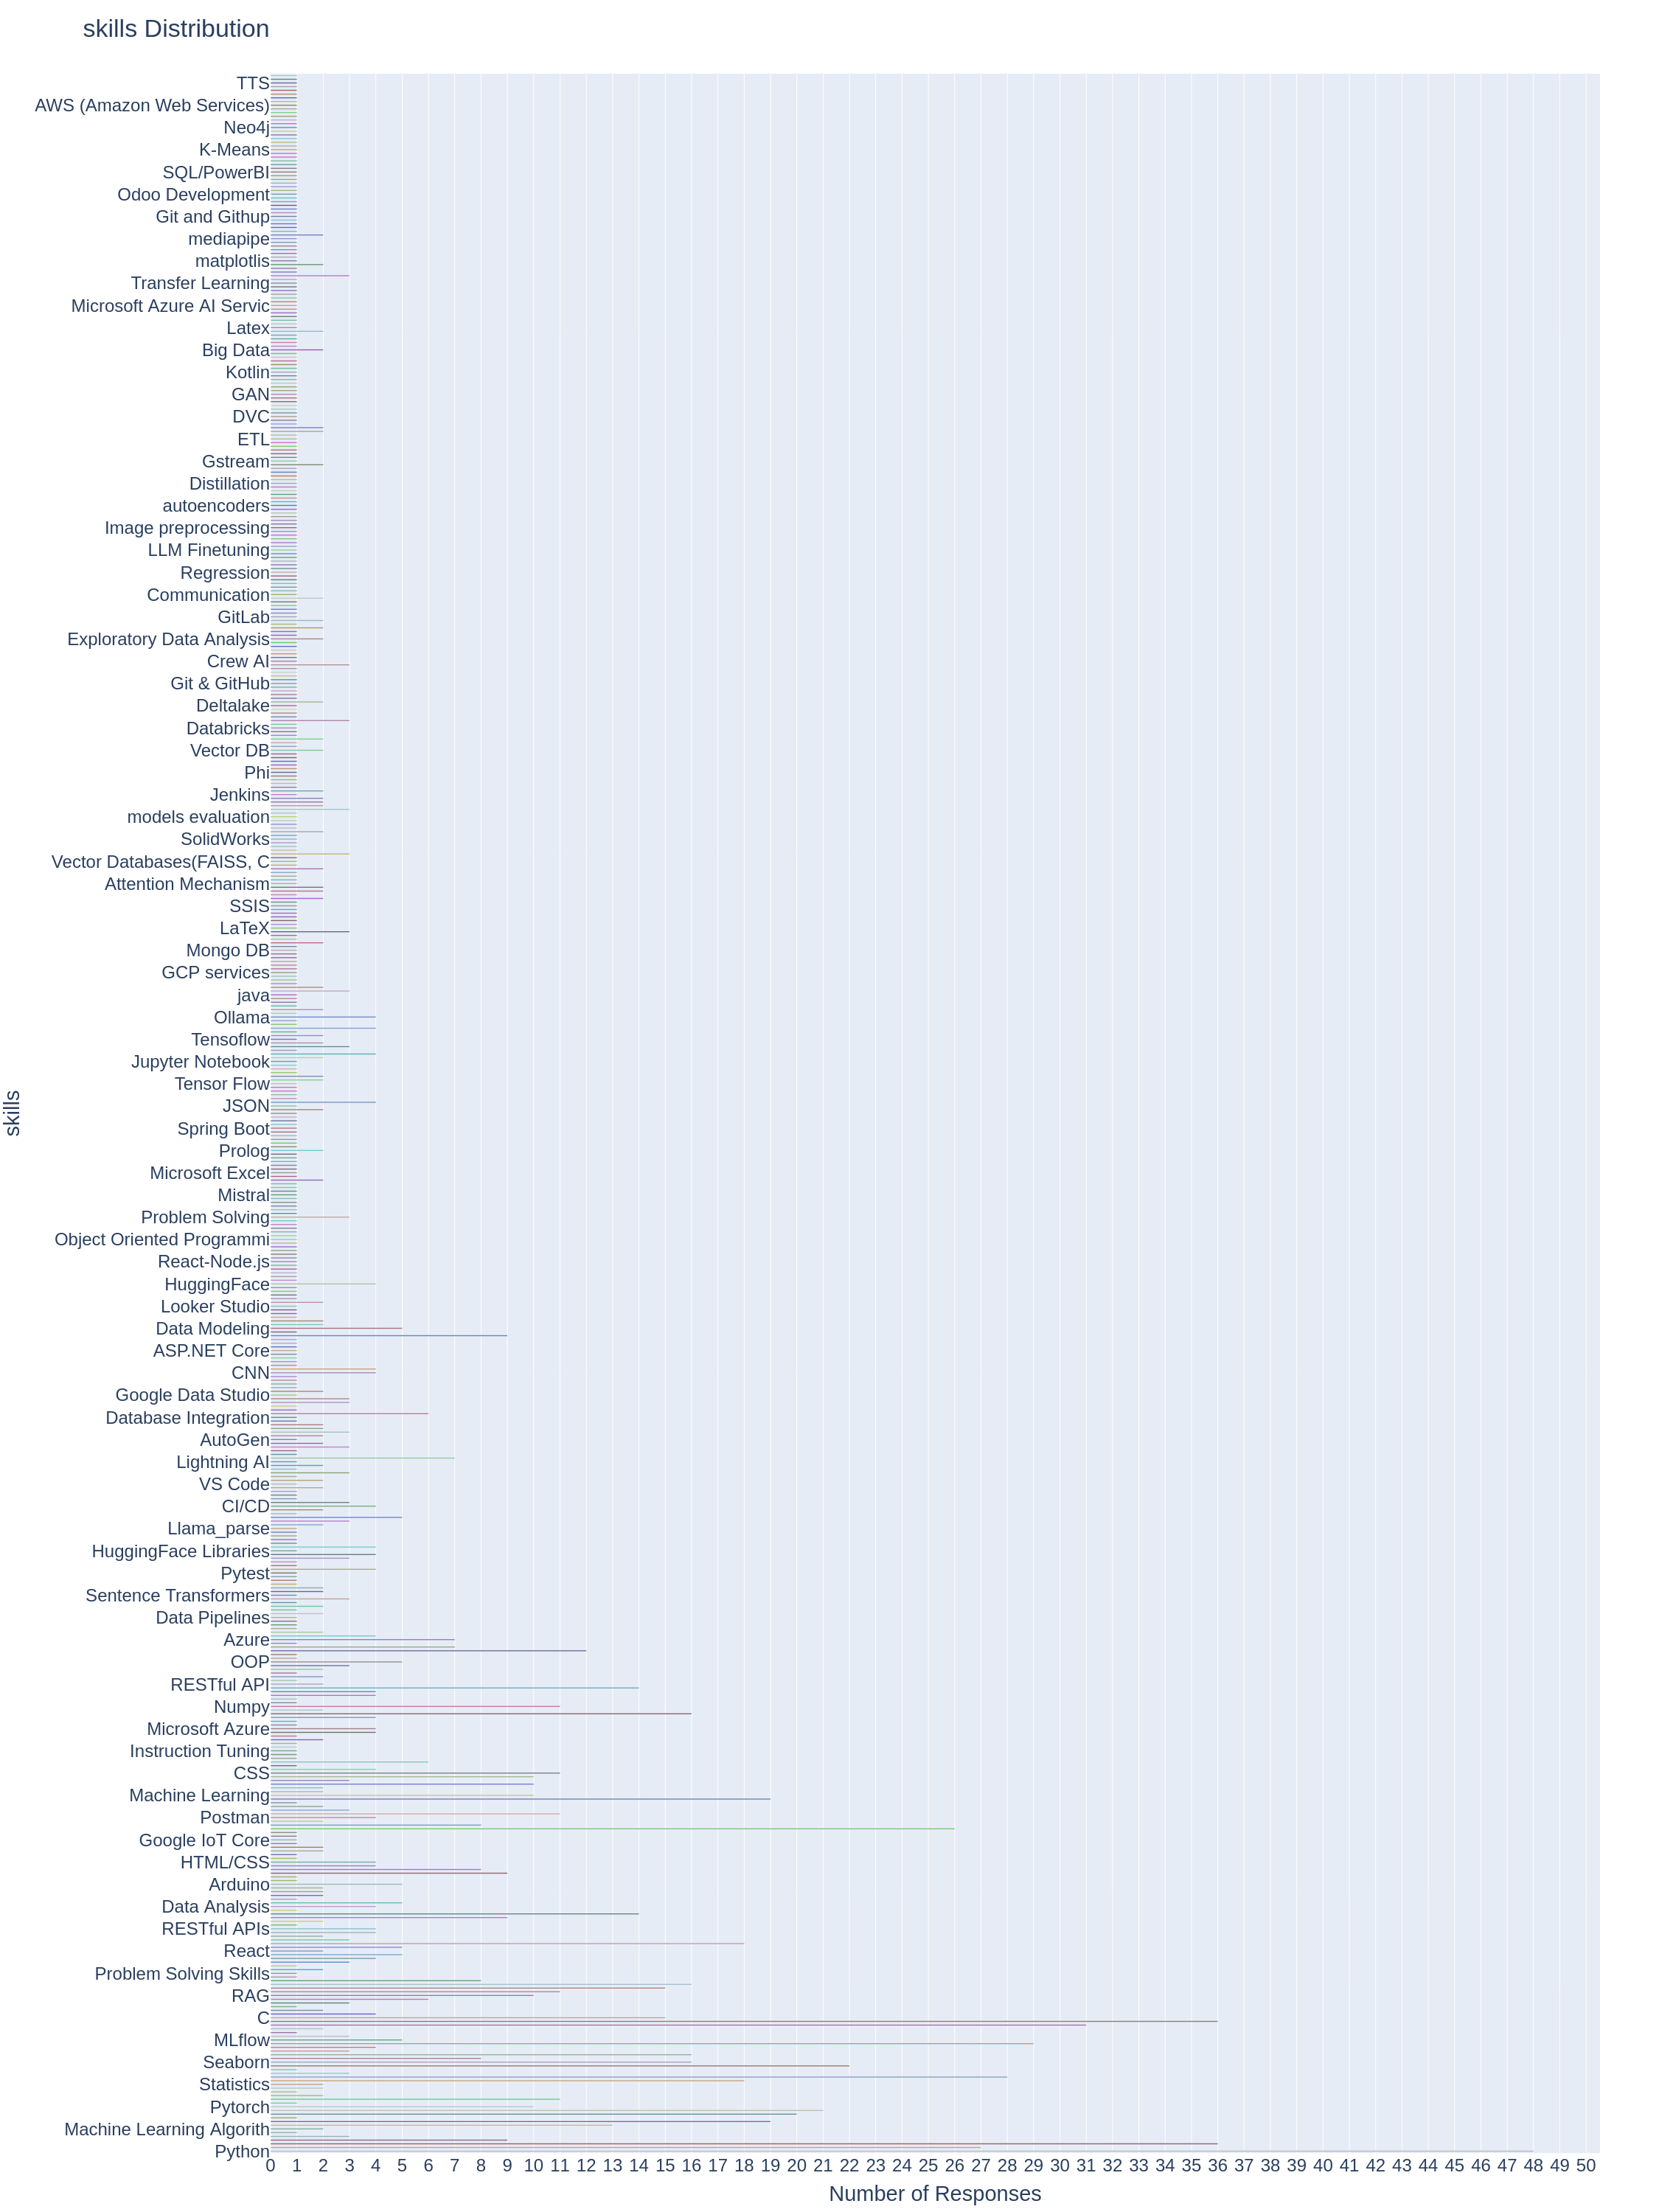 skills Distribution
TTS
AWS (Amazon Web Services)
Neo4j
K-Means
SQL/PowerBI
Odoo Development
Git and Githup
mediapipe
matplotlis
Transfer Learning
Microsoft Azure AI Servic
Latex
Big Data
Kotlin
GAN
DVC
ETL
Gstream
Distillation
autoencoders
Image preprocessing
LLM Finetuning
Regression
Communication
GitLab
Exploratory Data Analysis
Crew AI
Git & GitHub
Deltalake
Databricks
Vector DB
Phi
Jenkins
models evaluation
SolidWorks
Vector Databases(FAISS, C
Attention Mechanism
SSIS
LaTeX
Mongo DB
GCP services
java
Ollama
Tensoflow
Jupyter Notebook
Tensor Flow
JSON
Spring Boot
Prolog
Microsoft Excel
Mistral
Problem Solving
Object Oriented Programmi
React-Node.js
HuggingFace
Looker Studio
Data Modeling
ASP.NET Core
CNN
Google Data Studio
Database Integration
AutoGen
Lightning AI
VS Code
CI/CD
Llama_parse
HuggingFace Libraries
Pytest
Sentence Transformers
Data Pipelines
Azure
OOP
RESTful API
Numpy
Microsoft Azure
Instruction Tuning
CSS
Machine Learning
Postman
Google IoT Core
HTML/CSS
Arduino
Data Analysis
RESTful APIs
React
Problem Solving Skills
RAG
C
MLflow
Seaborn
Statistics
Pytorch
Machine Learning Algorith
Python
skills
0 1 2 3 4 5 6 7 8 9 10 11 12 13 14 15 16 17 18 19 20 21 22 23 24 25 26 27 28 29 30 31 32 33 34 35 36 37 38 39 40 41 42 43 44 45 46 47 48 49 50
Number of Responses